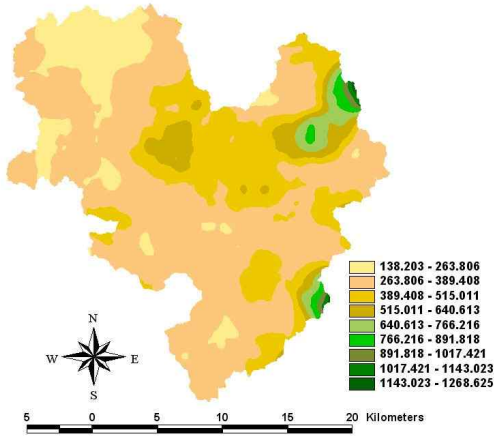 138.203 - 263.806
263.806 - 389.408
389.408 - 515.011
515.011 - 640.613
640.613 - 766.216
766.216 - 891.818
891.818 - 1017.421
1017.421 - 1143.023
1143.023 - 1268.625
N
W E
S
5 0 5 10 15 20 Kilometers